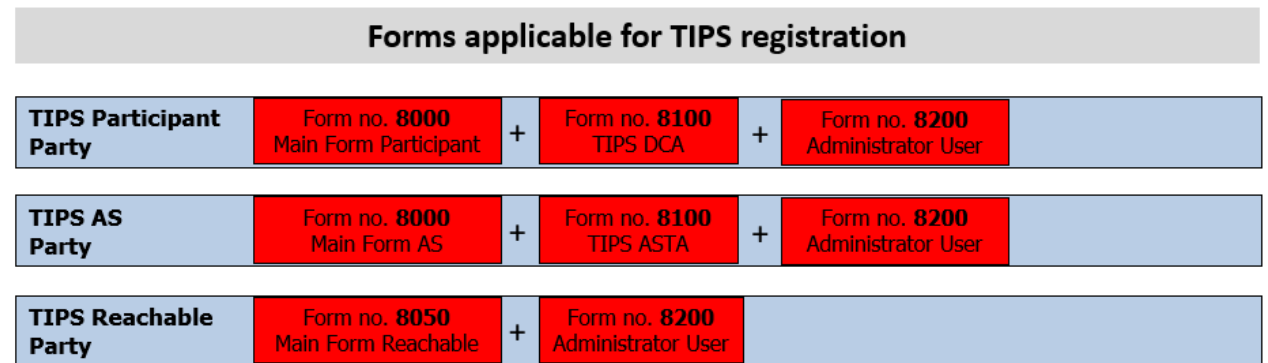 Forms applicable for TIPS registration
TIPS Participant Party
Form no. 8000
Main Form Participant
+
Form no. 8100
TIPS DCA
+
Form no. 8200
Administrator User
TIPS AS
Party
Form no. 8000
Main Form AS
+
Form no. 8100
TIPS ASTA
+
Form no. 8200
Administrator User
TIPS Reachable
Party
Form no. 8050
Main Form Reachable
+
Form no. 8200
Administrator User